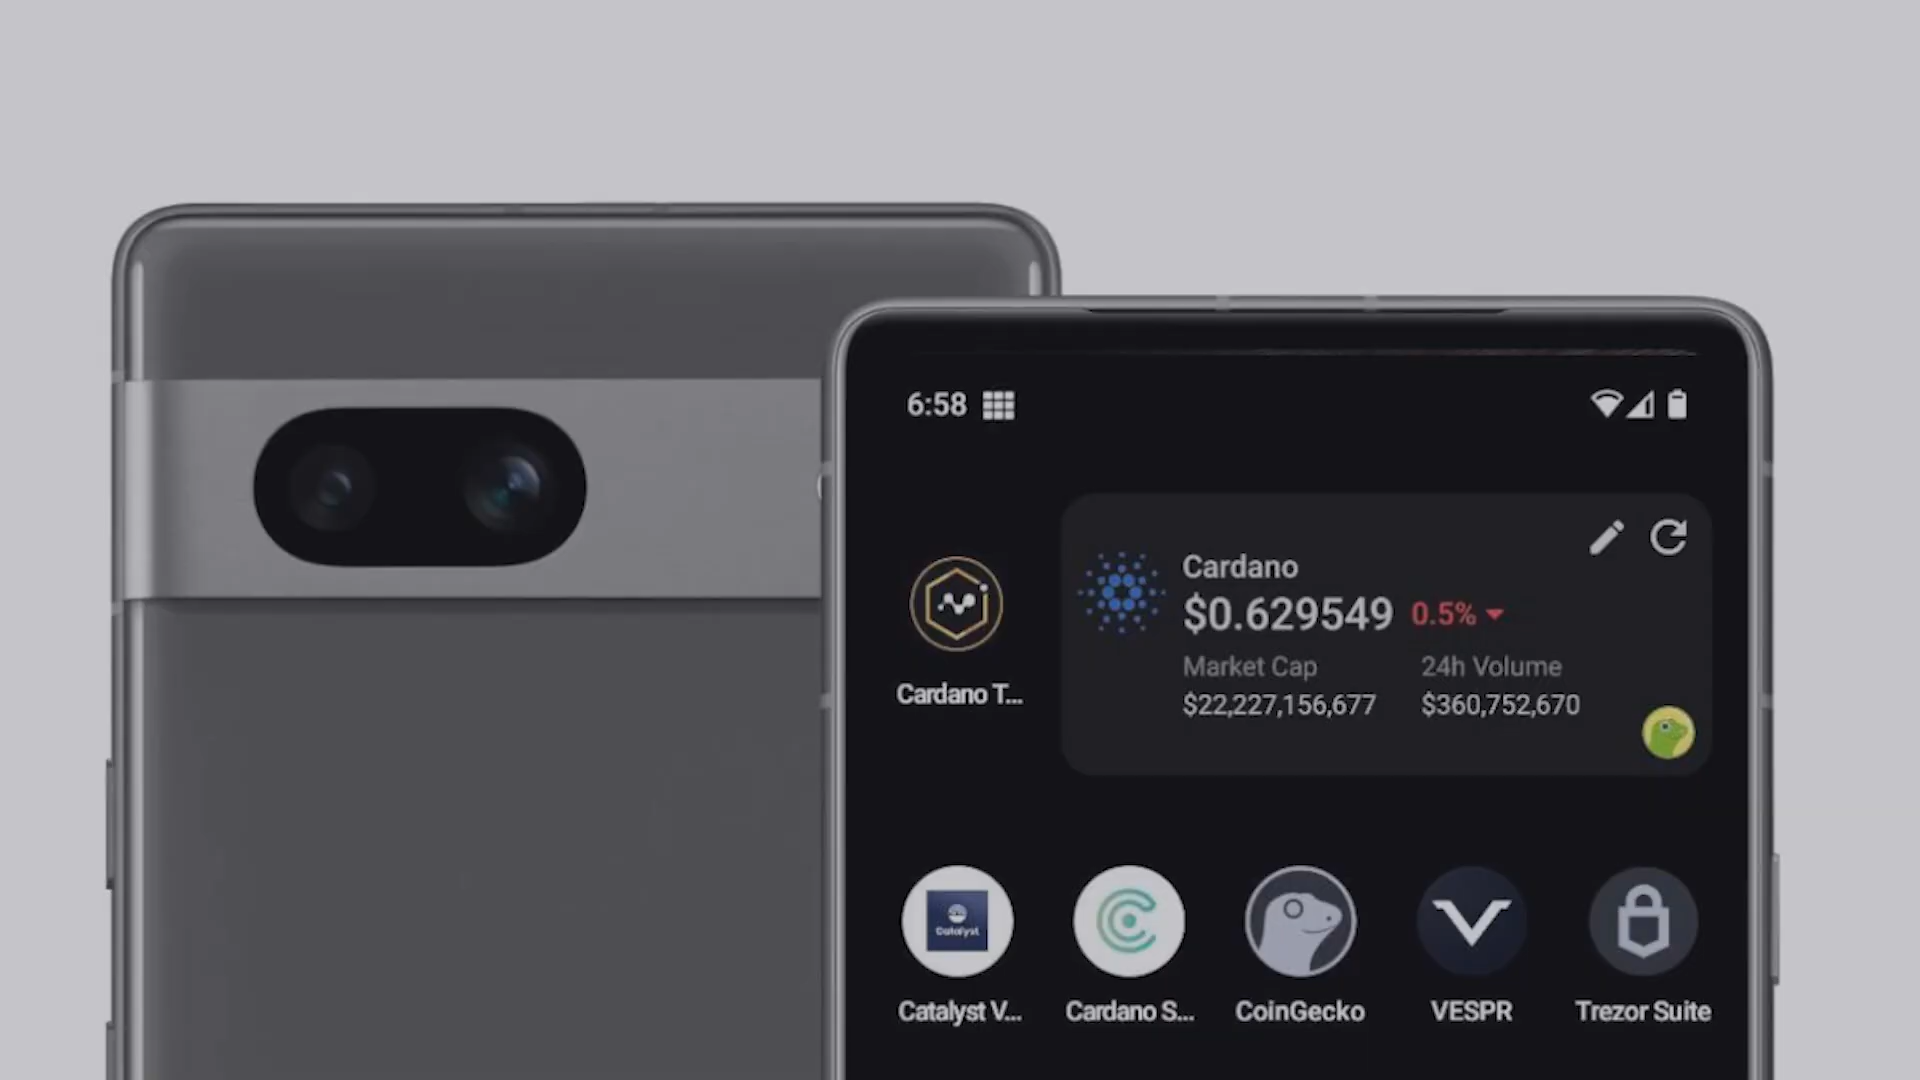 6:58
Cardano
$0.629549 0.5%
Market Cap 24h Volume
$22,227,156,677 $360,752,670
Cardano T...
Catalyst
Catalyst V... Cardano S... CoinGecko VESPR Trezor Suite